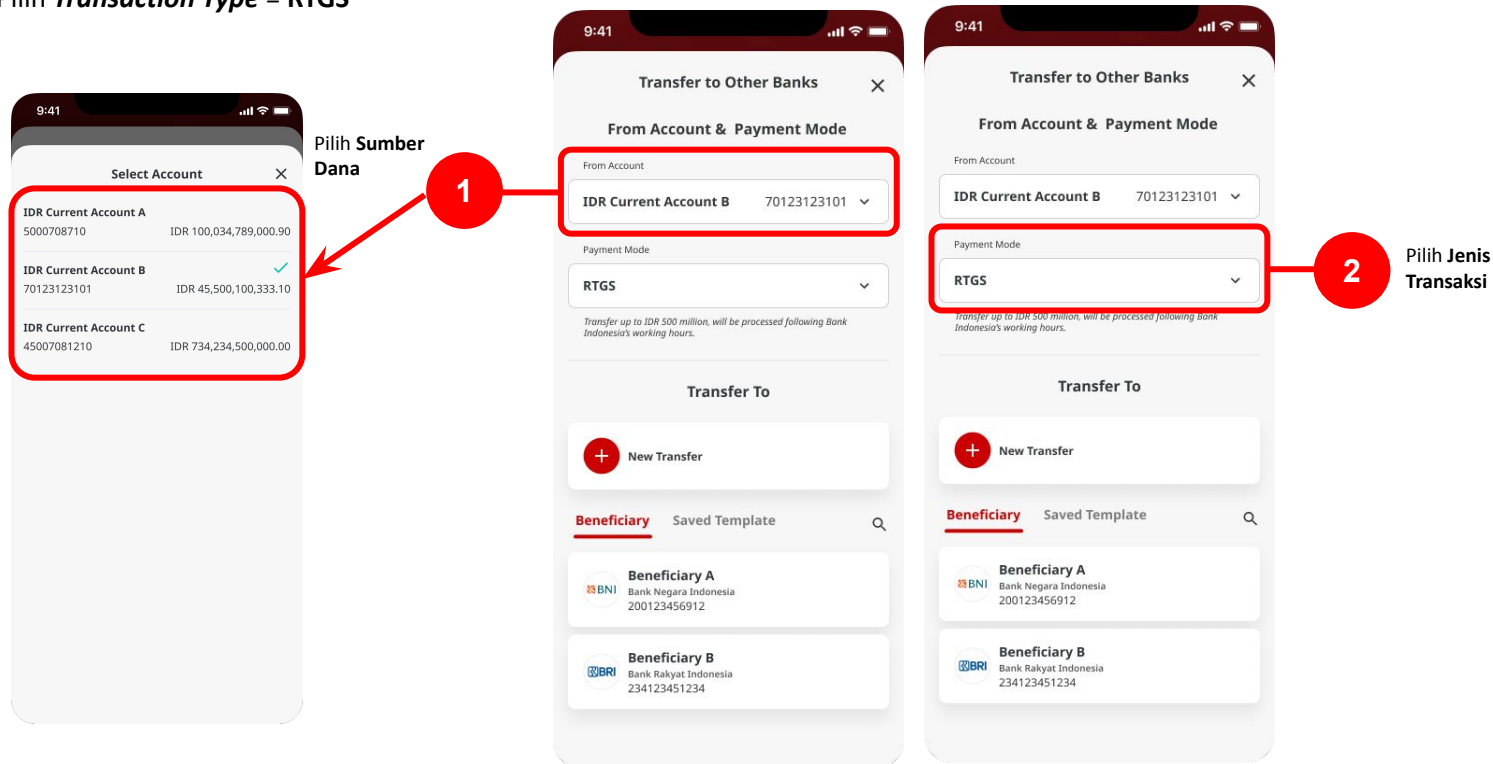 Pilih Transaction Type = RTGS
9:41
Select Account
IDR Current Account A
5000708710 IDR 100,034,789,000.90
IDR Current Account B
70123123101 IDR 45,500,100,333.10
IDR Current Account C
45007081210 IDR 734,234,500,000.00
Pilih Sumber
Dana
1
9:41
Transfer to Other Banks
From Account & Payment Mode
From Account
IDR Current Account B 70123123101
Payment Mode
RTGS
Transfer up to IDR 500 million, will be processed following Bank
Indonesia's working hours.
Transfer To
New Transfer
Beneficiary Saved Template
BNI
Beneficiary A
Bank Negara Indonesia
200123456912
BRI
Beneficiary B
Bank Rakyat Indonesia
234123451234
9:41
Transfer to Other Banks
From Account & Payment Mode
From Account
IDR Current Account B 70123123101
Payment Mode
RTGS
Transfer up to IDR 500 million, will be processed following Bank
Indonesia's working hours.
Transfer To
New Transfer
Beneficiary Saved Template
BNI
Beneficiary A
Bank Negara Indonesia
200123456912
BRI
Beneficiary B
Bank Rakyat Indonesia
234123451234
2
Pilih Jenis
Transaksi